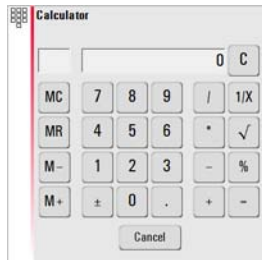 Calculator
0 C
MC 7 8 9 / 1/X
MR 4 5 6 * √
M- 1 2 3 - %
M+ ± 0 . + =
Cancel